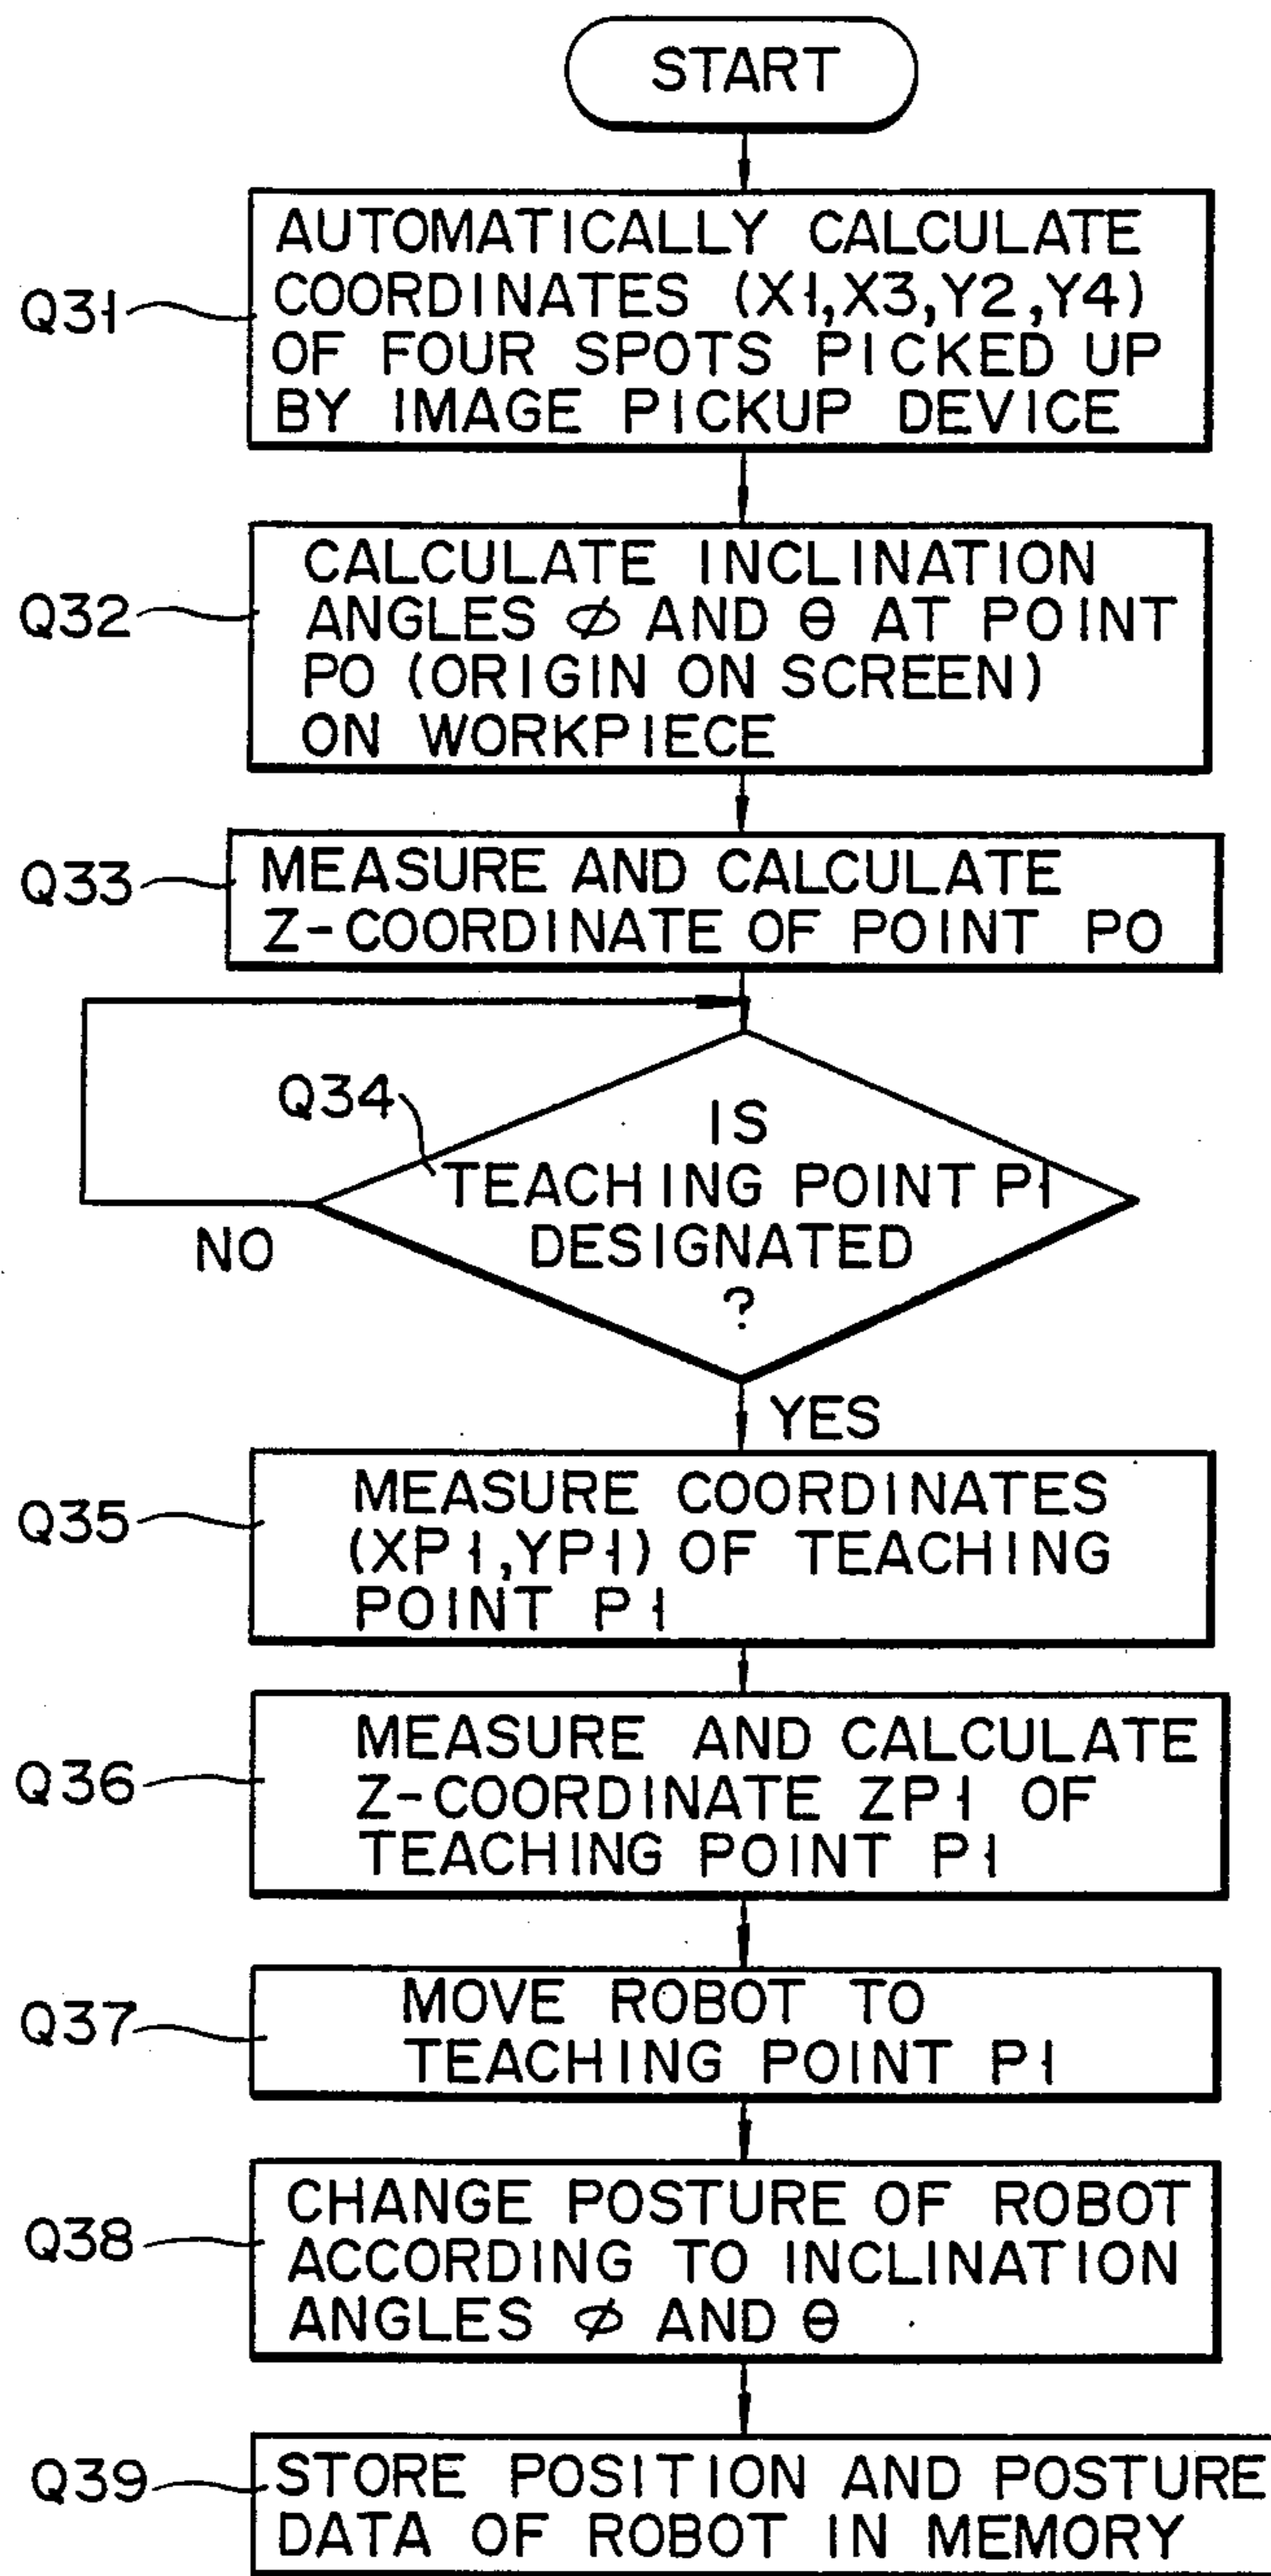 START
Q31
AUTOMATICALLY CALCULATE
COORDINATES (X1,X3,Y2,Y4)
OF FOUR SPOTS PICKED UP
BY IMAGE PICKUP DEVICE
Q32
CALCULATE INCLINATION
ANGLES ϕ AND θ AT POINT
PO (ORIGIN ON SCREEN)
ON WORKPIECE
Q33
MEASURE AND CALCULATE
Z-COORDINATE OF POINT PO
Q34
IS
TEACHING POINT P1
DESIGNATED
?
NO
YES
Q35
MEASURE COORDINATES
(XP1,YP1) OF TEACHING
POINT P1
Q36
MEASURE AND CALCULATE
Z-COORDINATE ZP1 OF
TEACHING POINT P1
Q37
MOVE ROBOT TO
TEACHING POINT P1
Q38
CHANGE POSTURE OF ROBOT
ACCORDING TO INCLINATION
ANGLES ϕ AND θ
Q39
STORE POSITION AND POSTURE
DATA OF ROBOT IN MEMORY